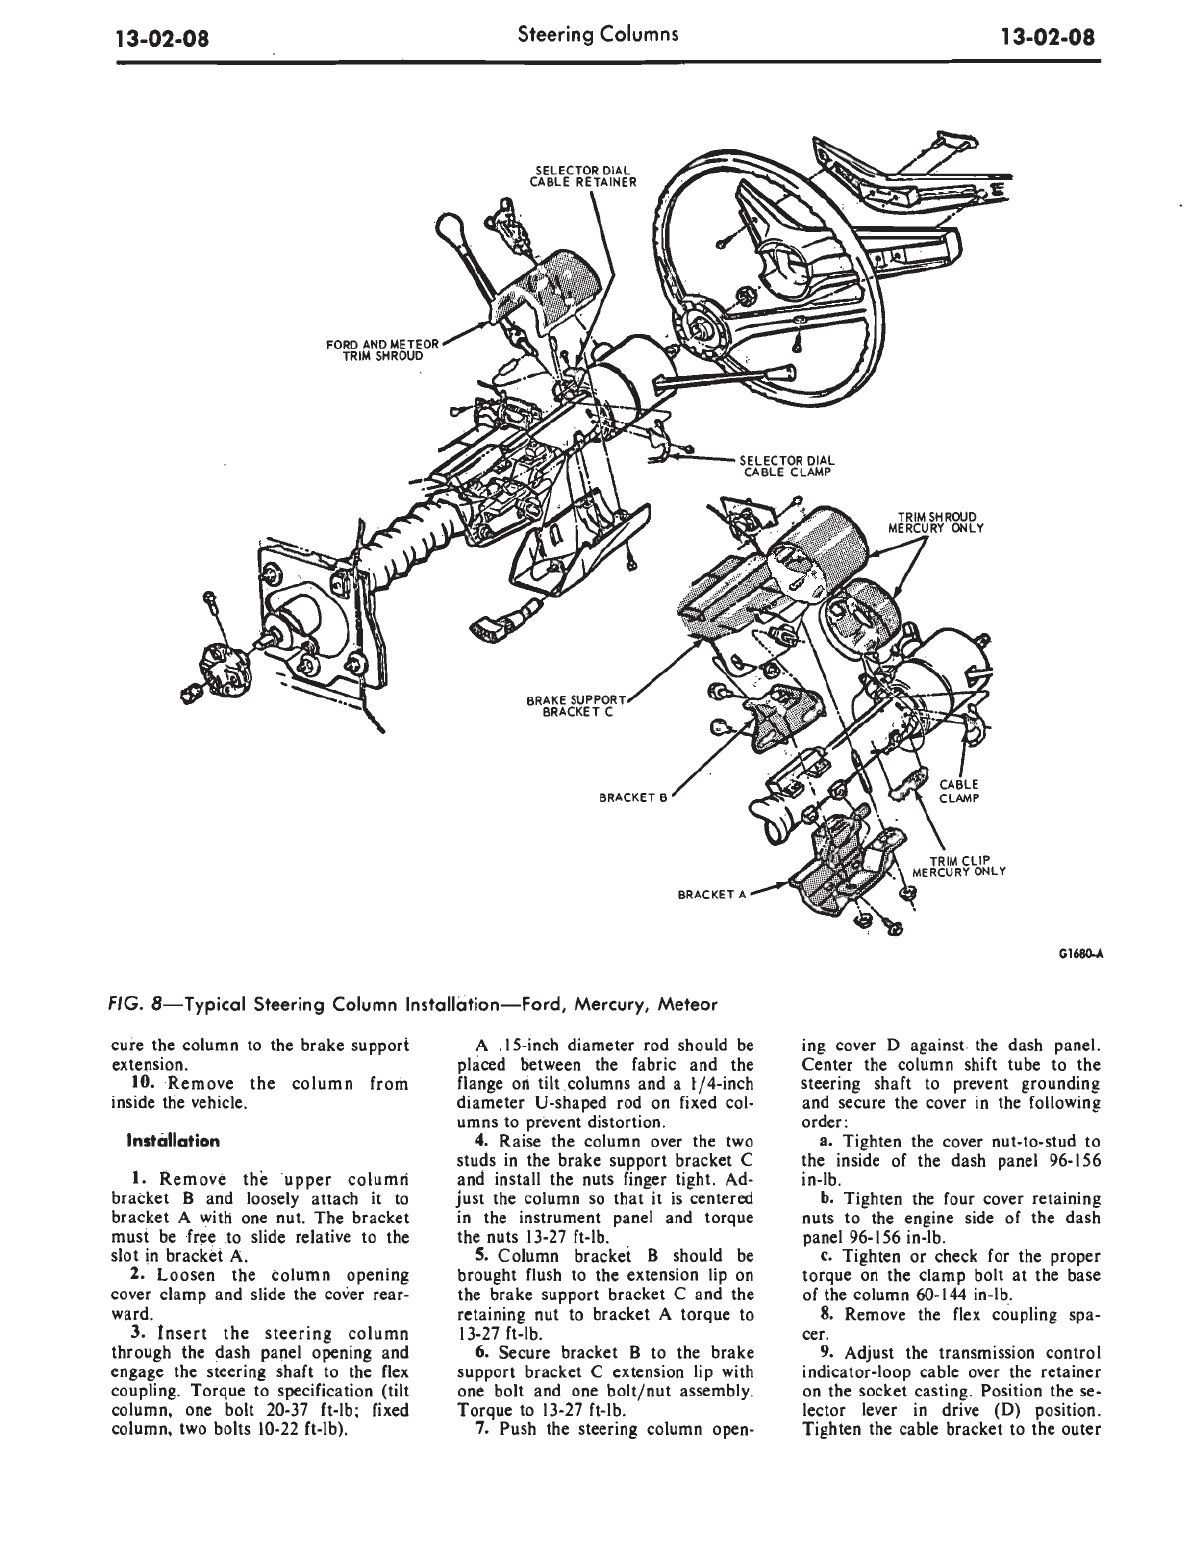 13-02-08
Steering Columns
13-02-08
SELECTOR DIAL
CABLE RETAINER
FORD AND METEOR
TRIM SHROUD
SELECTOR DIAL
CABLE CLAMP
TRIM SHROUD
MERCURY ONLY
BRAKE SUPPORT
BRACKET C
BRACKET B
CABLE
CLAMP
TRIM CLIP
MERCURY ONLY
BRACKET A
G1680-A
FIG. 8—Typical Steering Column Installation—Ford, Mercury, Meteor
cure the column to the brake support
extension.
10. Remove the column from
inside the vehicle.
Installation
1. Remove the upper column
bracket B and loosely attach it to
bracket A with one nut. The bracket
must be free to slide relative to the
slot in bracket A.
2. Loosen the column opening
cover clamp and slide the cover rear-
ward.
3. Insert the steering column
through the dash panel opening and
engage the steering shaft to the flex
coupling. Torque to specification (tilt
column, one bolt 20-37 ft-lb; fixed
column, two bolts 10-22 ft-lb).
A .15-inch diameter rod should be
placed between the fabric and the
flange on tilt columns and a 1/4-inch
diameter U-shaped rod on fixed col-
umns to prevent distortion.
4. Raise the column over the two
studs in the brake support bracket C
and install the nuts finger tight. Ad-
just the column so that it is centered
in the instrument panel and torque
the nuts 13-27 ft-lb.
5. Column bracket B should be
brought flush to the extension lip on
the brake support bracket C and the
retaining nut to bracket A torque to
13-27 ft-lb.
6. Secure bracket B to the brake
support bracket C extension lip with
one bolt and one bolt/nut assembly.
Torque to 13-27 ft-lb.
7. Push the steering column open-
ing cover D against the dash panel.
Center the column shift tube to the
steering shaft to prevent grounding
and secure the cover in the following
order:
a. Tighten the cover nut-to-stud to
the inside of the dash panel 96-156
in-lb.
b. Tighten the four cover retaining
nuts to the engine side of the dash
panel 96-156 in-lb.
c. Tighten or check for the proper
torque on the clamp bolt at the base
of the column 60-144 in-lb.
8. Remove the flex coupling spa-
cer.
9. Adjust the transmission control
indicator-loop cable over the retainer
on the socket casting. Position the se-
lector lever in drive (D) position.
Tighten the cable bracket to the outer